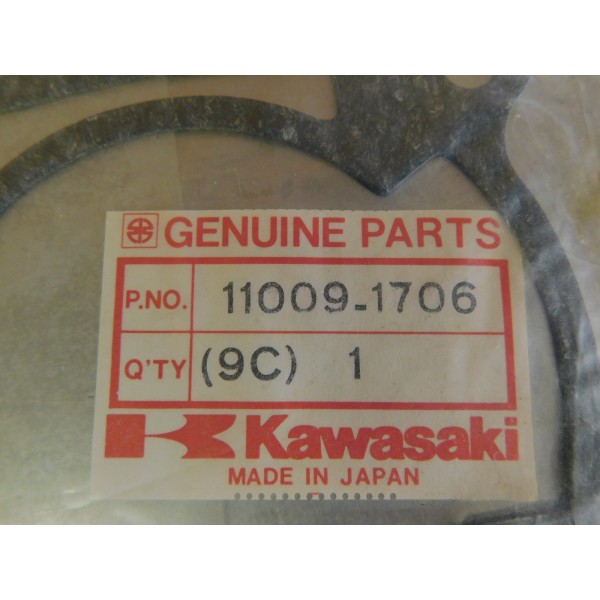 GENUINE PARTS
P.NO. 11009-1706
Q'TY (9C) 1
Kawasaki
MADE IN JAPAN